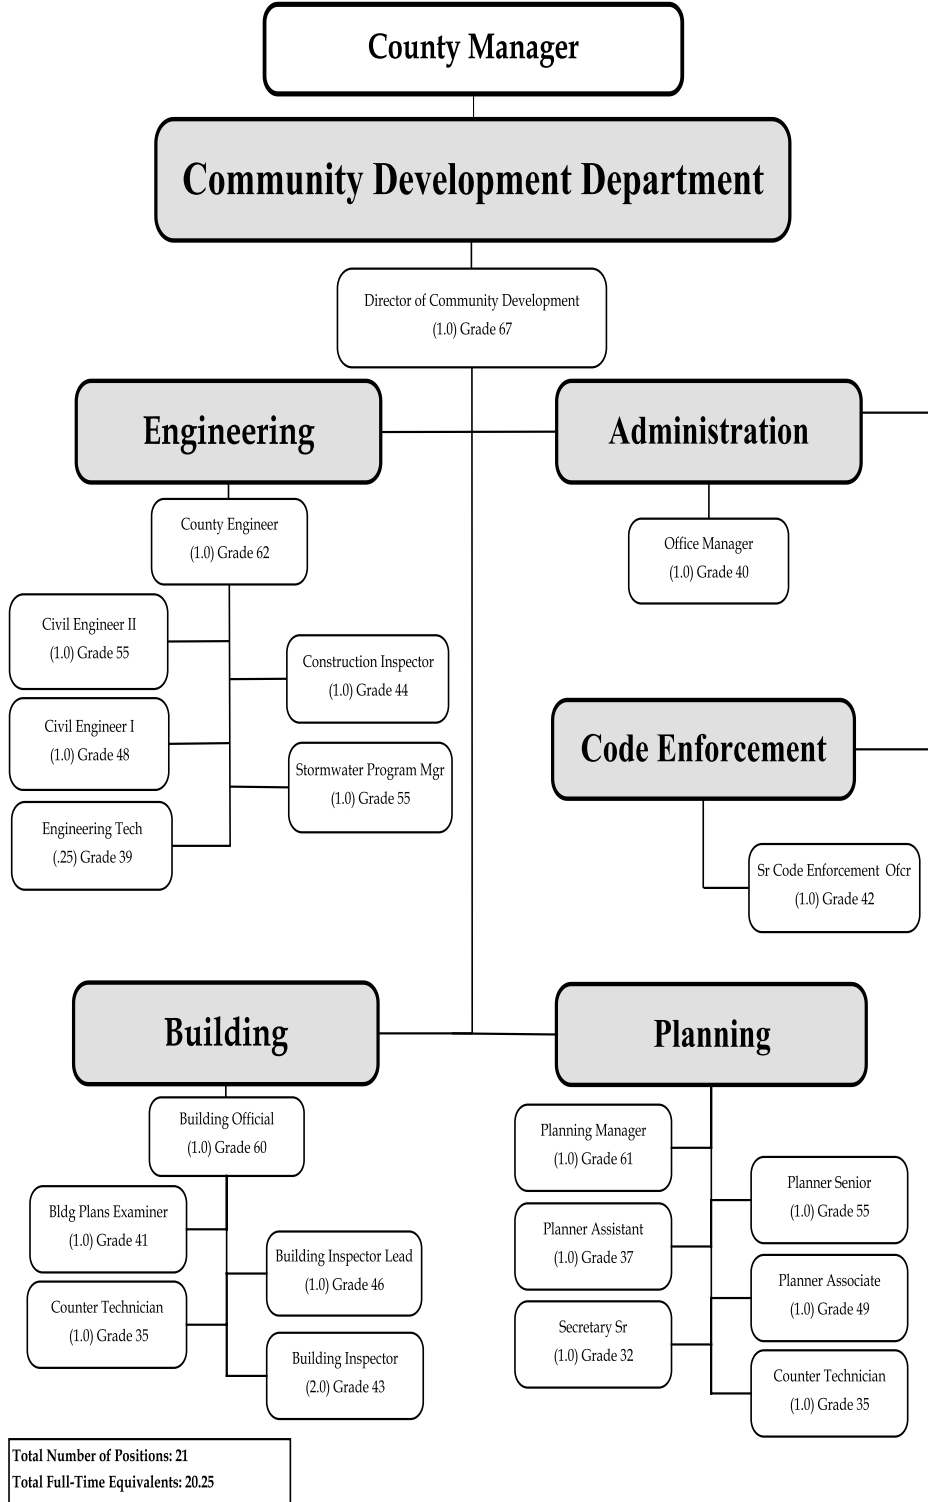 County Manager
Community Development Department
Director of Community Development
(1.0) Grade 67
Engineering
Administration
County Engineer
(1.0) Grade 62
Office Manager
(1.0) Grade 40
Civil Engineer II
(1.0) Grade 55
Construction Inspector
(1.0) Grade 44
Civil Engineer I
(1.0) Grade 48
Stormwater Program Mgr
(1.0) Grade 55
Engineering Tech
(.25) Grade 39
Code Enforcement
Sr Code Enforcement Ofcr
(1.0) Grade 42
Building
Planning
Building Official
(1.0) Grade 60
Bldg Plans Examiner
(1.0) Grade 41
Building Inspector Lead
(1.0) Grade 46
Counter Technician
(1.0) Grade 35
Building Inspector
(2.0) Grade 43
Planning Manager
(1.0) Grade 61
Planner Senior
(1.0) Grade 55
Planner Assistant
(1.0) Grade 37
Planner Associate
(1.0) Grade 49
Secretary Sr
(1.0) Grade 32
Counter Technician
(1.0) Grade 35
Total Number of Positions: 21
Total Full-Time Equivalents: 20.25